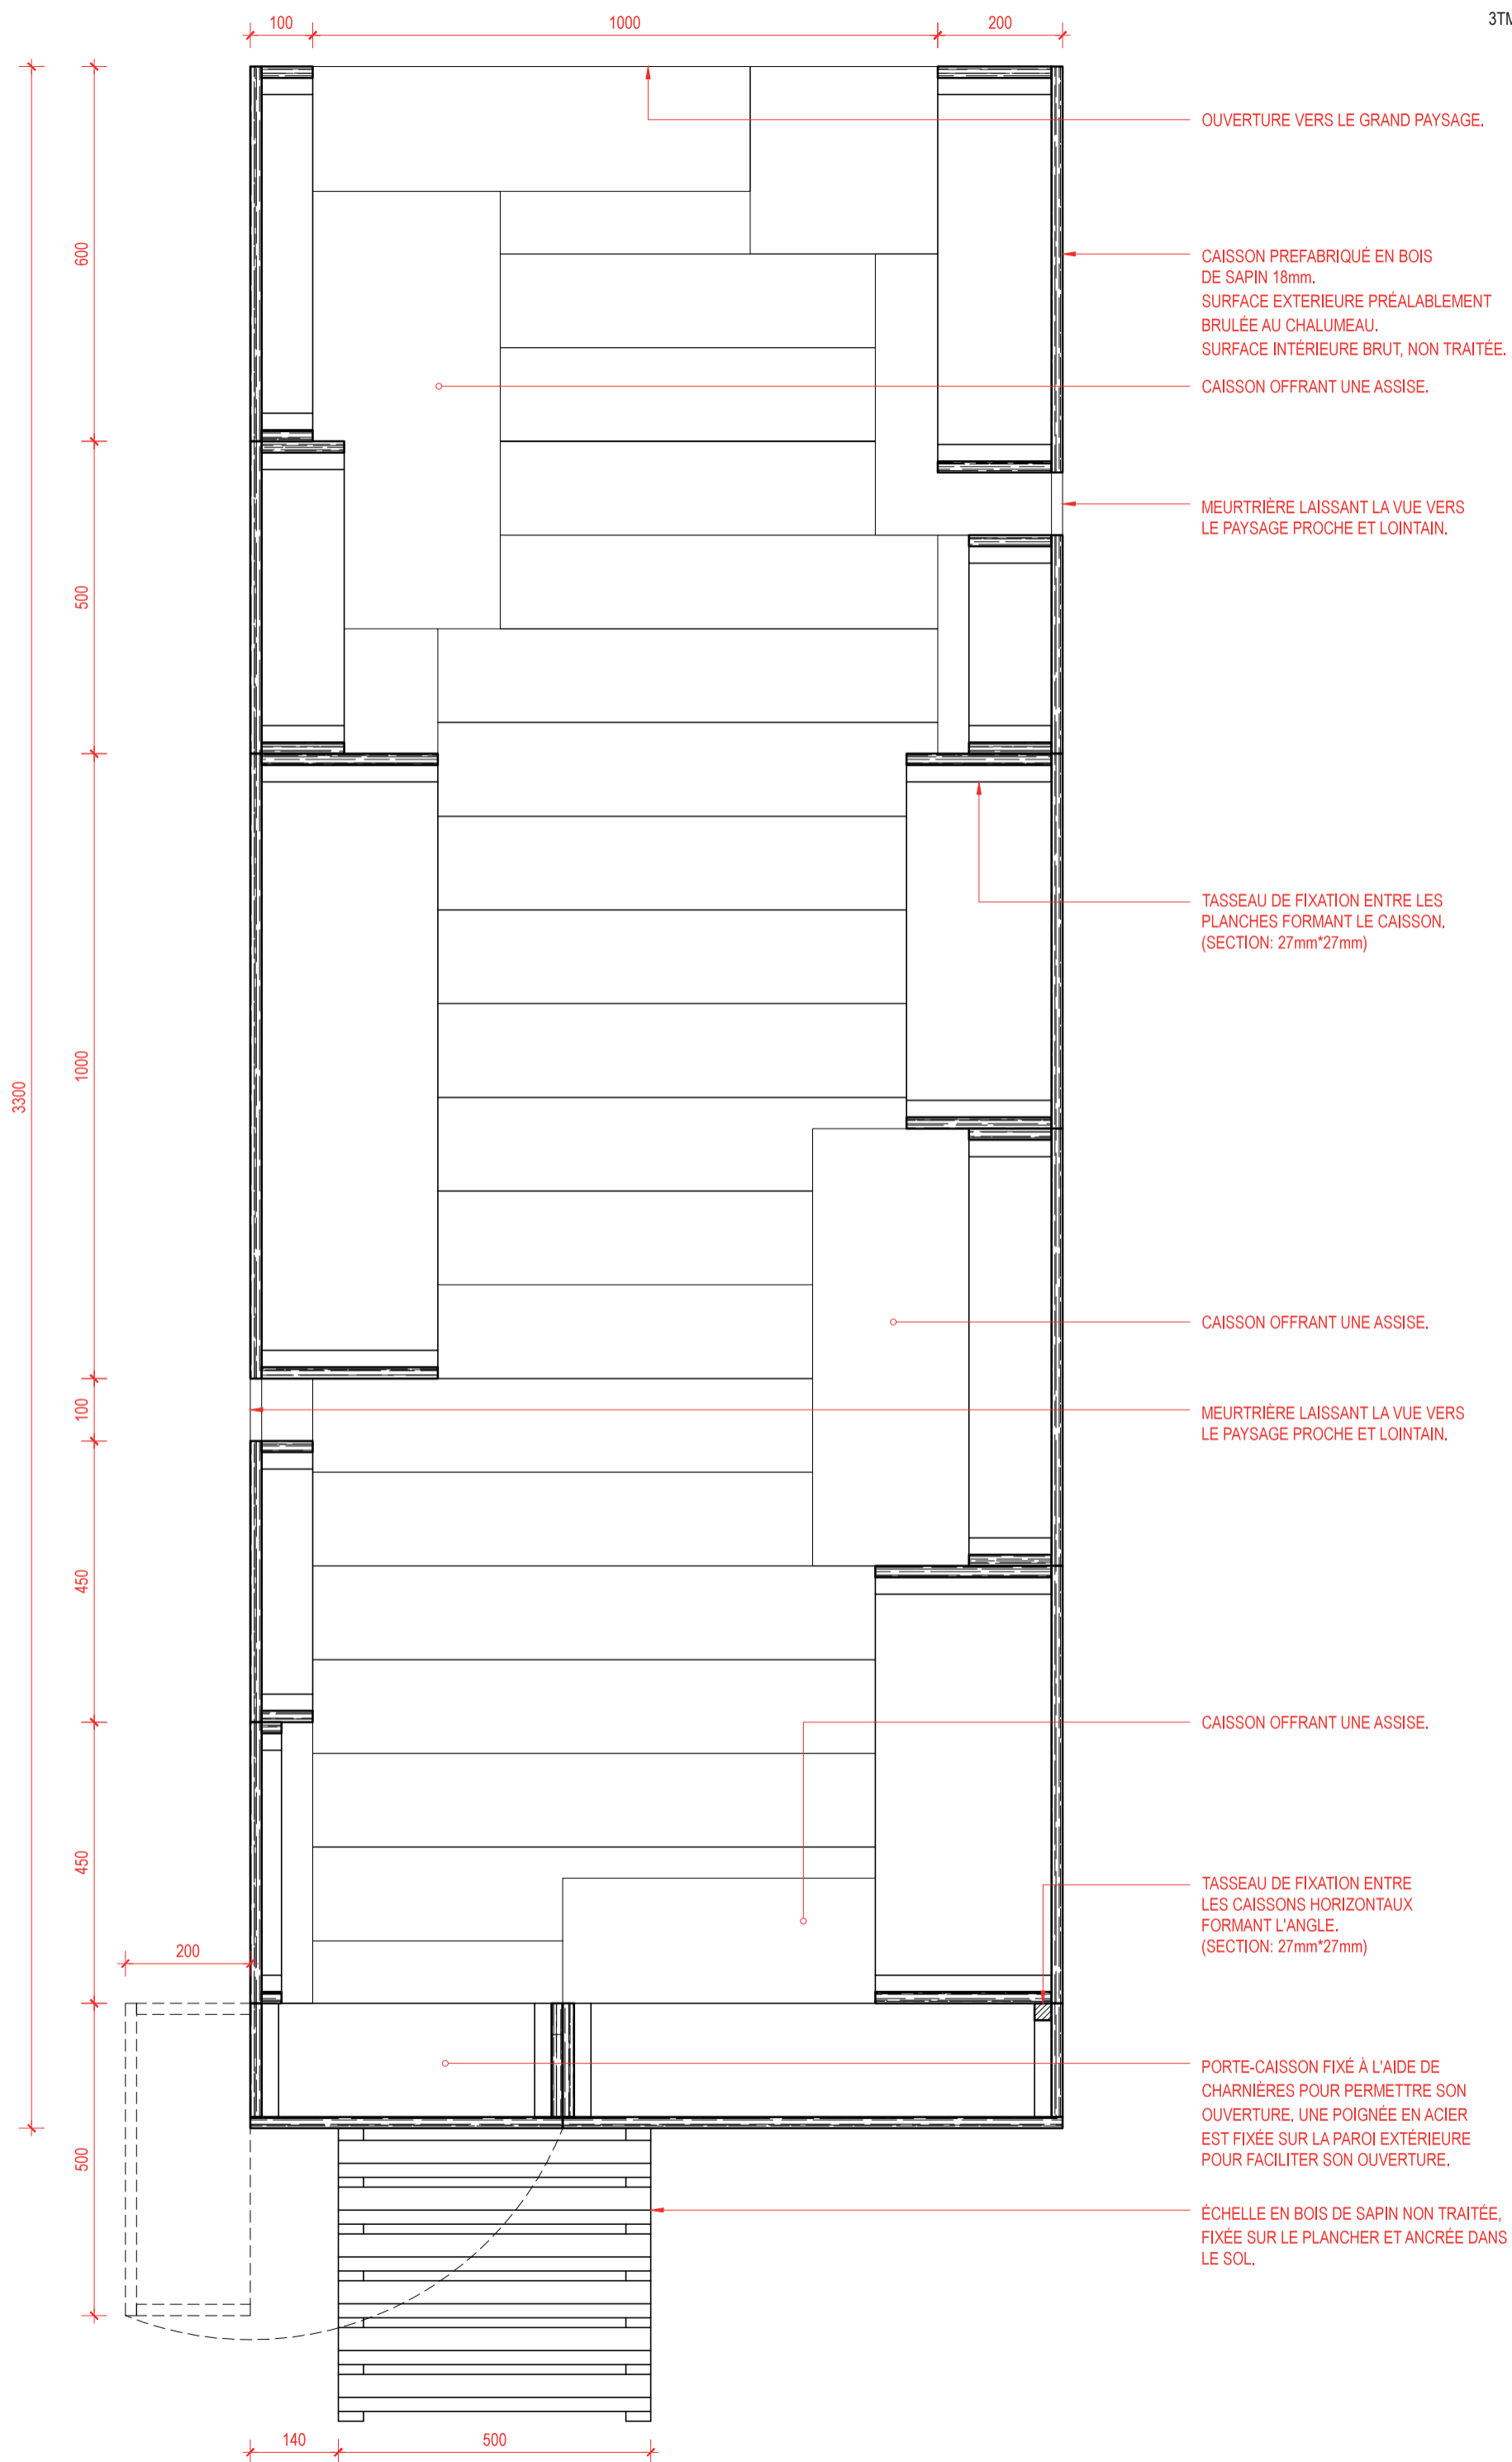 3TM
100
1000
200
OUVERTURE VERS LE GRAND PAYSAGE.
CAISSON PREFABRIQUÉ EN BOIS
DE SAPIN 18mm.
SURFACE EXTERIEURE PRÉALABLEMENT
BRULÉE AU CHALUMEAU.
SURFACE INTÉRIEURE BRUT, NON TRAITÉE.
600
CAISSON OFFRANT UNE ASSISE.
MEURTRIÈRE LAISSANT LA VUE VERS
LE PAYSAGE PROCHE ET LOINTAIN.
500
TASSEAU DE FIXATION ENTRE LES
PLANCHES FORMANT LE CAISSON.
(SECTION: 27mm*27mm)
1000
3300
CAISSON OFFRANT UNE ASSISE.
100
MEURTRIÈRE LAISSANT LA VUE VERS
LE PAYSAGE PROCHE ET LOINTAIN.
450
CAISSON OFFRANT UNE ASSISE.
450
TASSEAU DE FIXATION ENTRE
LES CAISSONS HORIZONTAUX
FORMANT L'ANGLE.
(SECTION: 27mm*27mm)
200
PORTE-CAISSON FIXÉ À L'AIDE DE
CHARNIÈRES POUR PERMETTRE SON
OUVERTURE. UNE POIGNÉE EN ACIER
EST FIXÉE SUR LA PAROI EXTÉRIEURE
POUR FACILITER SON OUVERTURE.
500
ÉCHELLE EN BOIS DE SAPIN NON TRAITÉE,
FIXÉE SUR LE PLANCHER ET ANCRÉE DANS
LE SOL.
140
500